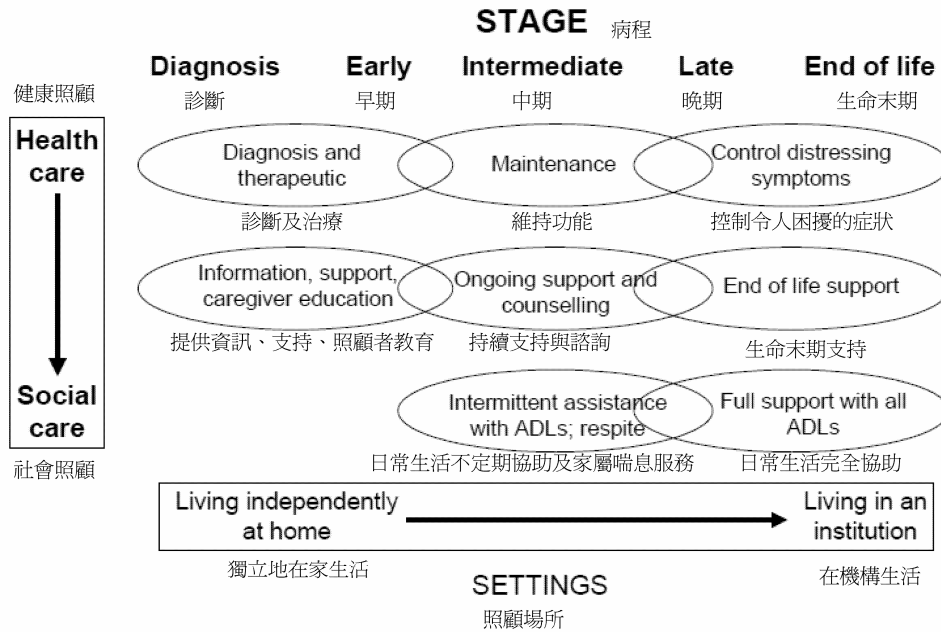 STAGE 病程
Diagnosis Early Intermediate Late End of life
健康照顧 診斷 早期 中期 晚期 生命末期
Health
care
Diagnosis and
therapeutic
Maintenance
Control distressing
symptoms
診斷及治療 維持功能 控制令人困擾的症狀
Information, support,
caregiver education
Ongoing support and
counselling
End of life support
提供資訊、支持、照顧者教育 持續支持與諮詢 生命末期支持
Social
care
Intermittent assistance
with ADLs; respite
Full support with all
ADLs
社會照顧 日常生活不定期協助及家屬喘息服務 日常生活完全協助
Living independently
at home
Living in an
institution
獨立地在家生活 在機構生活
SETTINGS
照顧場所